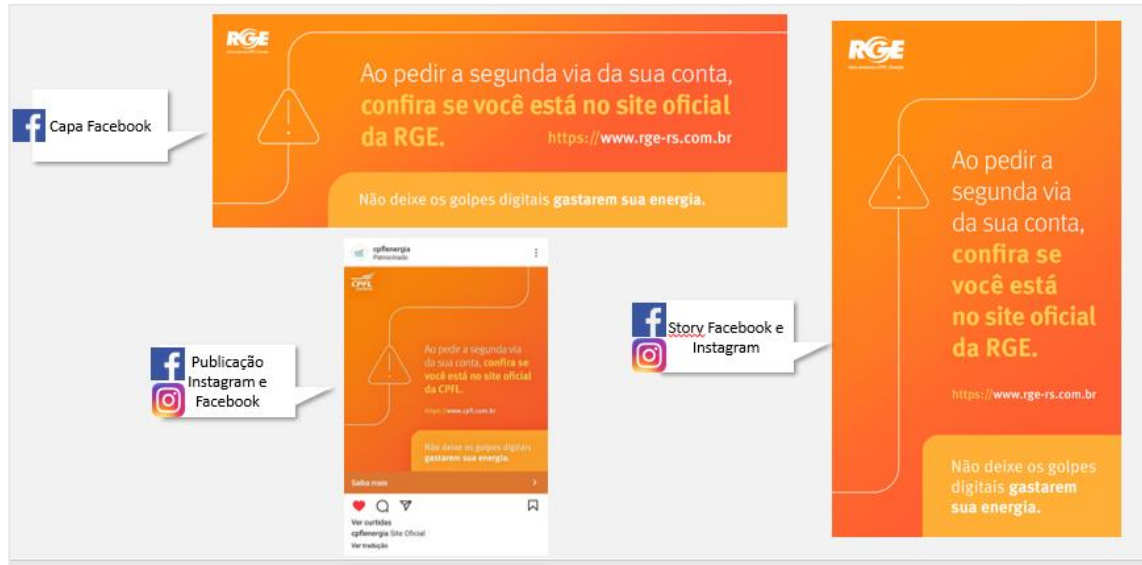 RGE
Ao pedir a segunda via da sua conta,
confira se você está no site oficial
da RGE.
https://www.rge-rs.com.br
Não deixe os golpes digitais gastarem sua energia.
Capa Facebook
cpflenergia
Patrocinado
CPFL
Ao pedir a segunda via
da sua conta, confira se
você está no site oficial
da CPFL.
https://www.cpfl.com.br
Não deixe os golpes digitais
gastarem sua energia.
Saiba mais
Ver curtidas
cpflenergia Site Oficial
Ver tradução
Publicação
Instagram e
Facebook
RGE
Ao pedir a
segunda via
da sua conta,
confira se
você está
no site oficial
da RGE.
https://www.rge-rs.com.br
Não deixe os golpes
digitais gastarem
sua energia.
Story Facebook e
Instagram